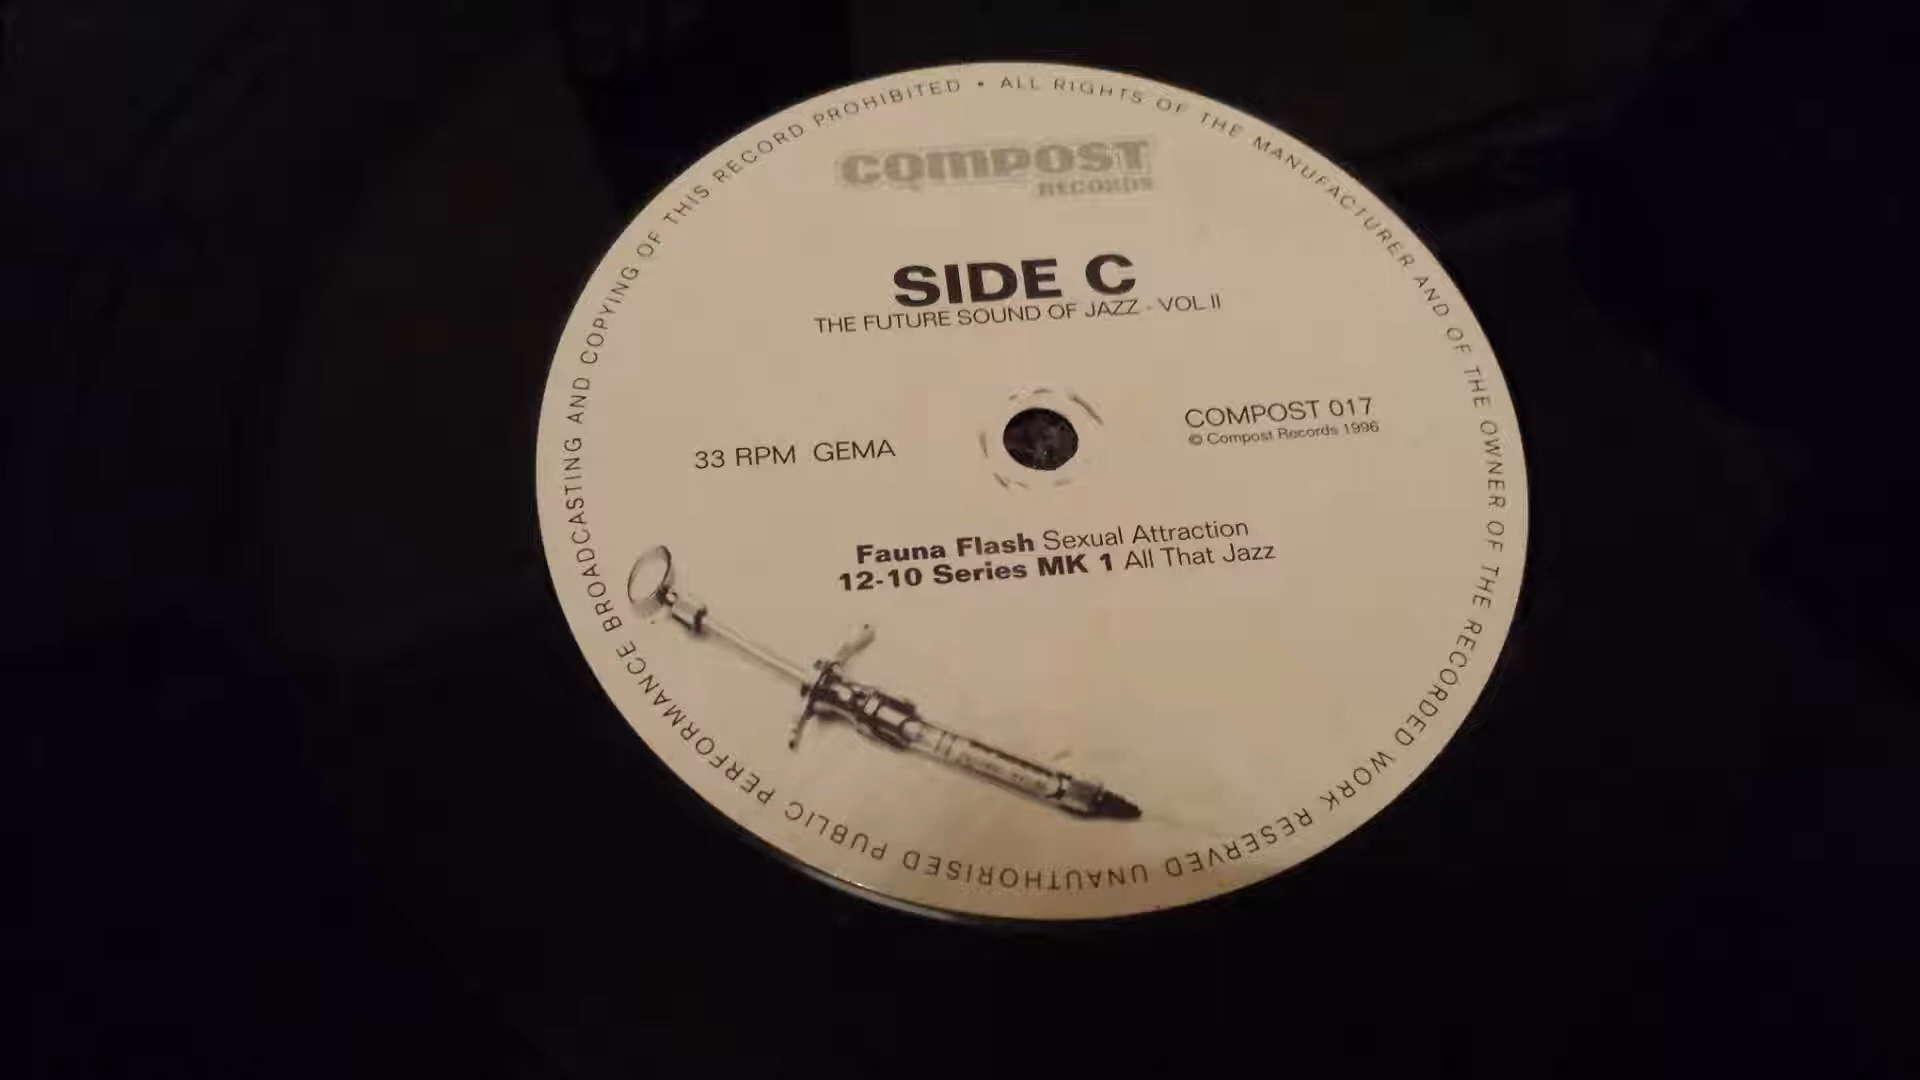 COMPOST
RECORDS
SIDE C
THE FUTURE SOUND OF JAZZ - VOL II
33 RPM GEMA
COMPOST 017
© Compost Records 1996
Fauna Flash Sexual Attraction
12-10 Series MK 1 All That Jazz
• ALL RIGHTS OF THE MANUFACTURER AND OF THE OWNER OF THE RECORDED WORK RESERVED UNAUTHORISED PUBLIC PERFORMANCE BROADCASTING AND COPYING OF THIS RECORD PROHIBITED